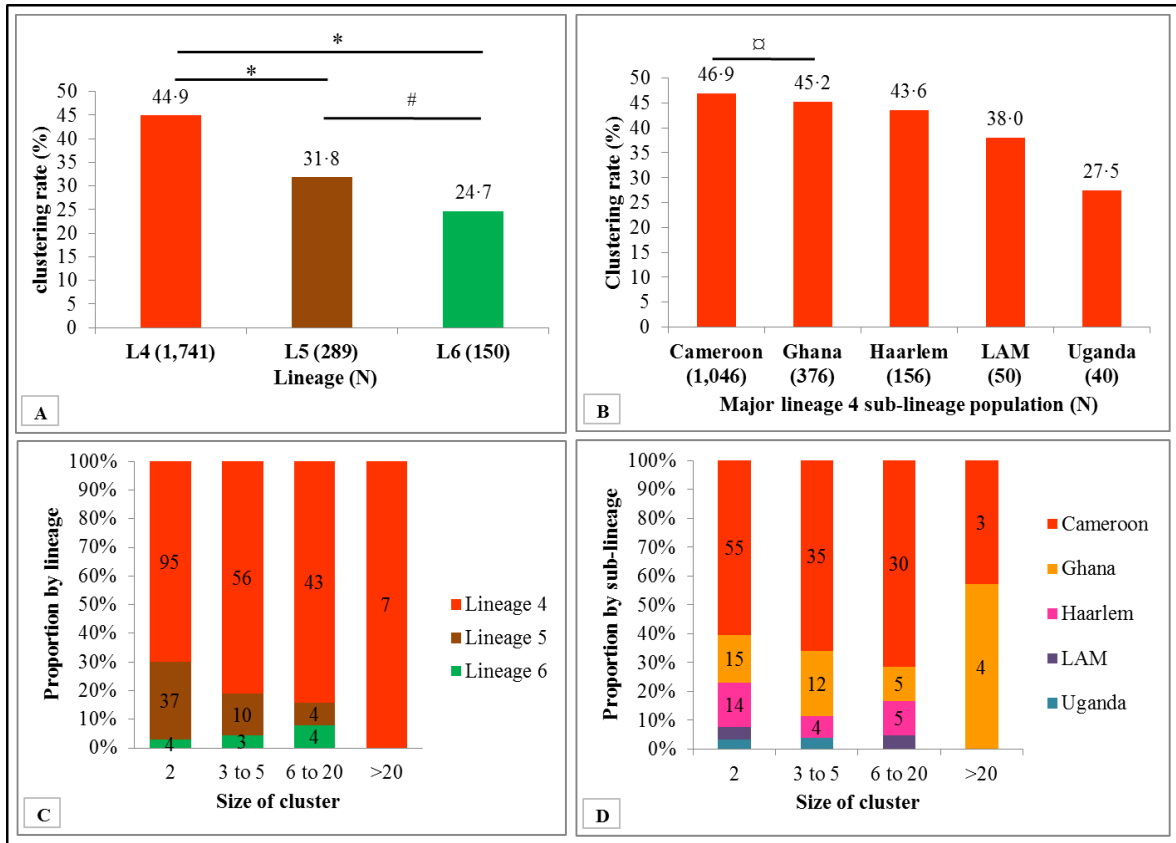 *
*
#
44·9
31·8
24·7
50
45
40
35
30
25
20
15
10
5
0
clustering rate (%)
L4 (1,741) L5 (289) L6 (150)
Lineage (N)
A
¤
46.9
45·2
43·6
38·0
27·5
50
45
40
35
30
25
20
15
10
5
0
Clustering rate (%)
Cameroon Ghana Haarlem LAM Uganda
(1,046) (376) (156) (50) (40)
Major lineage 4 sub-lineage population (N)
B
100%
90%
80%
70%
60%
50%
40%
30%
20%
10%
0%
Proportion by lineage
95 56 43 7
37 10 4
4 3 4
2 3 to 5 6 to 20 >20
Size of cluster
Lineage 4
Lineage 5
Lineage 6
C
100%
90%
80%
70%
60%
50%
40%
30%
20%
10%
0%
Proportion by sub-lineage
55 35 30 3
15 12 5 4
14 4 5
2 3 to 5 6 to 20 >20
Size of cluster
Cameroon
Ghana
Haarlem
LAM
Uganda
D